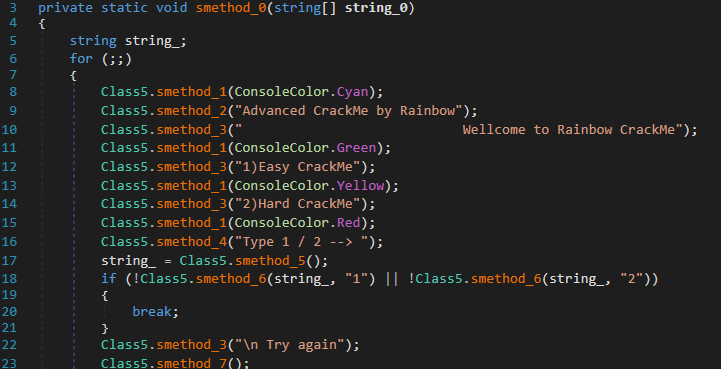 3 private static void smethod_0(string[] string_0)
4 {
5 string string_;
6 for (;;)
7 {
8 Class5.smethod_1(ConsoleColor.Cyan);
9 Class5.smethod_2("Advanced CrackMe by Rainbow");
10 Class5.smethod_3("                            Wellcome to Rainbow CrackMe");
11 Class5.smethod_1(ConsoleColor.Green);
12 Class5.smethod_3("1)Easy CrackMe");
13 Class5.smethod_1(ConsoleColor.Yellow);
14 Class5.smethod_3("2)Hard CrackMe");
15 Class5.smethod_1(ConsoleColor.Red);
16 Class5.smethod_4("Type 1 / 2 --> ");
17 string_ = Class5.smethod_5();
18 if (!Class5.smethod_6(string_, "1") || !Class5.smethod_6(string_, "2"))
19 {
20 break;
21 }
22 Class5.smethod_3("\n Try again");
23 Class5.smethod_7();